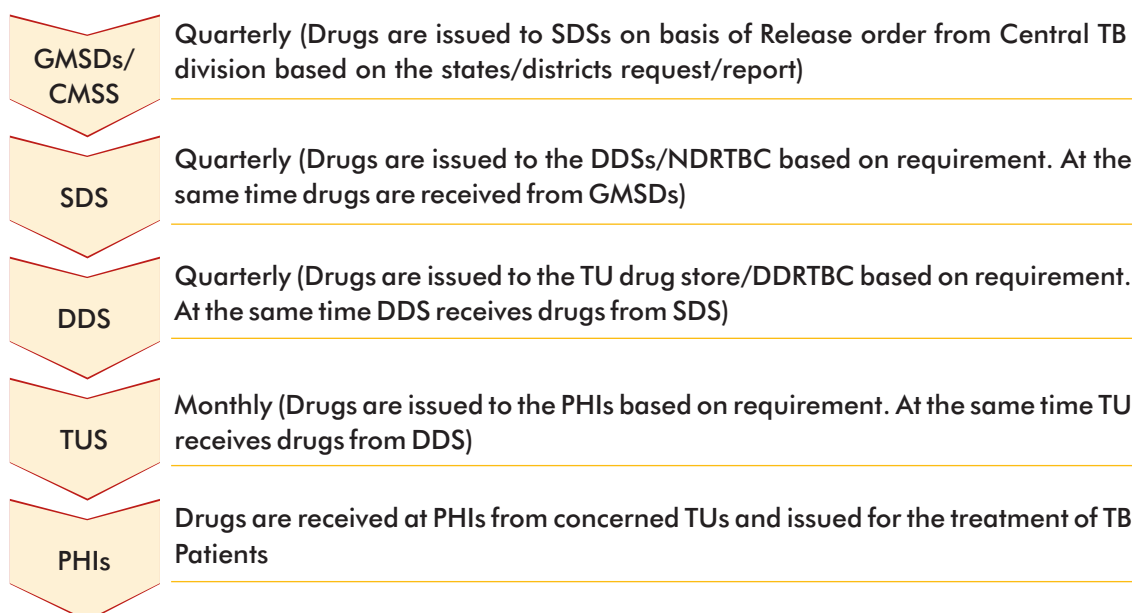 GMSDs/
CMSS
Quarterly (Drugs are issued to SDSs on basis of Release order from Central TB
division based on the states/districts request/report)
SDS
Quarterly (Drugs are issued to the DDSs/NDRTBC based on requirement. At the
same time drugs are received from GMSDs)
DDS
Quarterly (Drugs are issued to the TU drug store/DDRTBC based on requirement.
At the same time DDS receives drugs from SDS)
TUS
Monthly (Drugs are issued to the PHIs based on requirement. At the same time TU
receives drugs from DDS)
PHIs
Drugs are received at PHIs from concerned TUs and issued for the treatment of TB
Patients